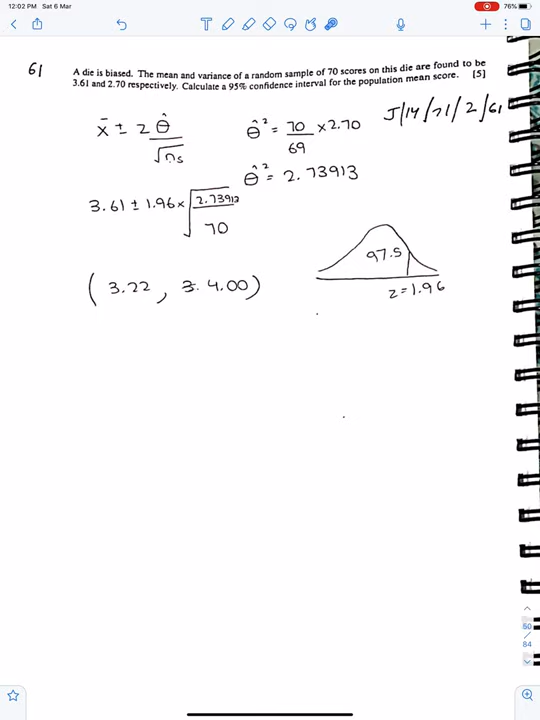 12:02 PM Sat 6 Mar
76%
61
A die is biased. The mean and variance of a random sample of 70 scores on this die are found to be
3.61 and 2.70 respectively. Calculate a 95% confidence interval for the population mean score. [5]
J/14/71/2/61
x̄ ± z θ̂
√ns
θ̂² = 70 × 2.70
69
θ̂² = 2.73913
3.61 ± 1.96 × √2.73913
70
97.5
z = 1.96
(3.22, 4.00)
50
/
84